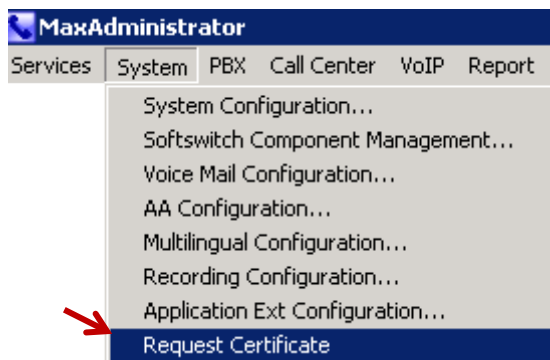 MaxAdministrator
Services System PBX Call Center VoIP Report
System Configuration...
Softswitch Component Management...
Voice Mail Configuration...
AA Configuration...
Multilingual Configuration...
Recording Configuration...
Application Ext Configuration...
Request Certificate